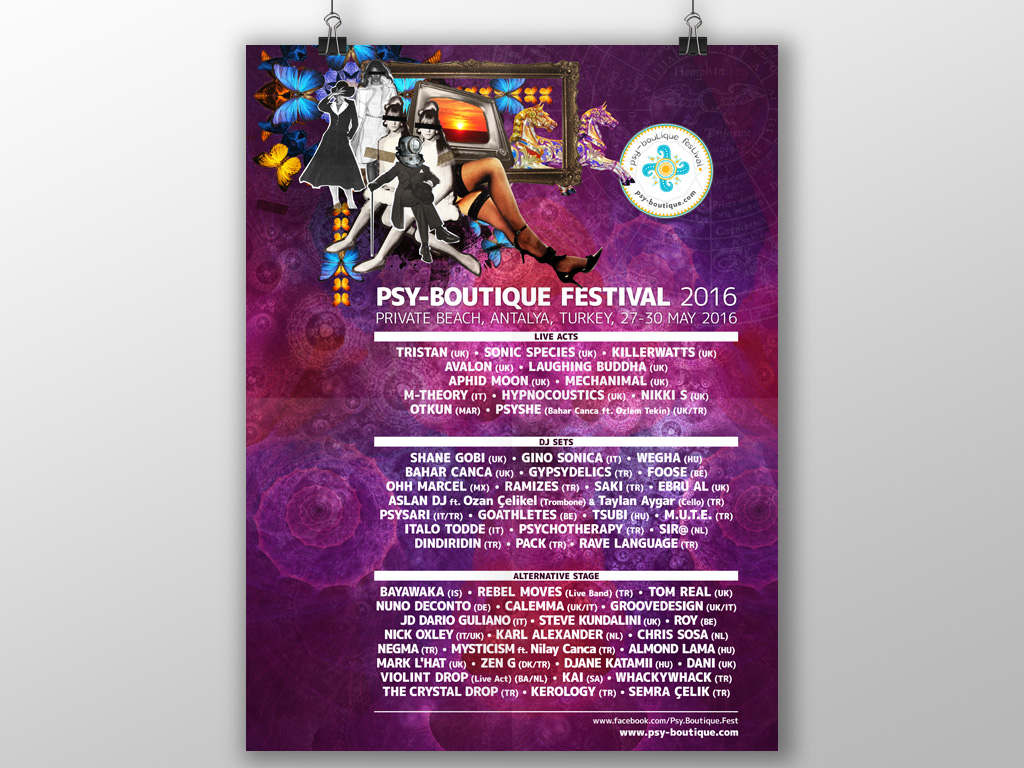 Hempitta
psy-boutique festival
psy-boutique.com
PSY-BOUTIQUE FESTIVAL 2016
PRIVATE BEACH, ANTALYA, TURKEY, 27-30 MAY 2016
LIVE ACTS
TRISTAN (UK) • SONIC SPECIES (UK) • KILLERWATTS (UK)
AVALON (UK) • LAUGHING BUDDHA (UK)
APHID MOON (UK) • MECHANIMAL (UK)
M-THEORY (IT) • HYPNOCOUSTICS (UK) • NIKKI S (UK)
OTKUN (MAR) • PSYSHE (Bahar Canca ft. Ozlem Tekin) (UK/TR)
DJ SETS
SHANE GOBI (UK) • GINO SONICA (IT) • WEGHA (HU)
BAHAR CANCA (UK) • GYPSYDELICS (TR) • FOOSE (BE)
OHH MARCEL (MX) • RAMIZES (TR) • SAKI (TR) • EBRU AL (UK)
ASLAN DJ ft. Ozan Çelikel (Trombone) & Taylan Aygar (Cello) (TR)
PSYSARI (IT/TR) • GOATHLETES (BE) • TSUBI (HU) • M.U.T.E. (TR)
ITALO TODDE (IT) • PSYCHOTHERAPY (TR) • SIR@ (NL)
DINDIRIDIN (TR) • PACK (TR) • RAVE LANGUAGE (TR)
ALTERNATIVE STAGE
BAYAWAKA (IS) • REBEL MOVES (Live Band) (TR) • TOM REAL (UK)
NUNO DECONTO (DE) • CALEMMA (UK/IT) • GROOVEDESIGN (UK/IT)
JD DARIO GULIANO (IT) • STEVE KUNDALINI (UK) • ROY (BE)
NICK OXLEY (IT/UK) • KARL ALEXANDER (NL) • CHRIS SOSA (NL)
NEGMA (TR) • MYSTICISM ft. Nilay Canca (TR) • ALMOND LAMA (HU)
MARK L'HAT (UK) • ZEN G (DK/TR) • DJANE KATAMII (HU) • DANI (UK)
VIOLINT DROP (Live Act) (BA/NL) • KAI (SA) • WHACKYWHACK (TR)
THE CRYSTAL DROP (TR) • KEROLOGY (TR) • SEMRA ÇELIK (TR)
www.facebook.com/Psy.Boutique.Fest
www.psy-boutique.com